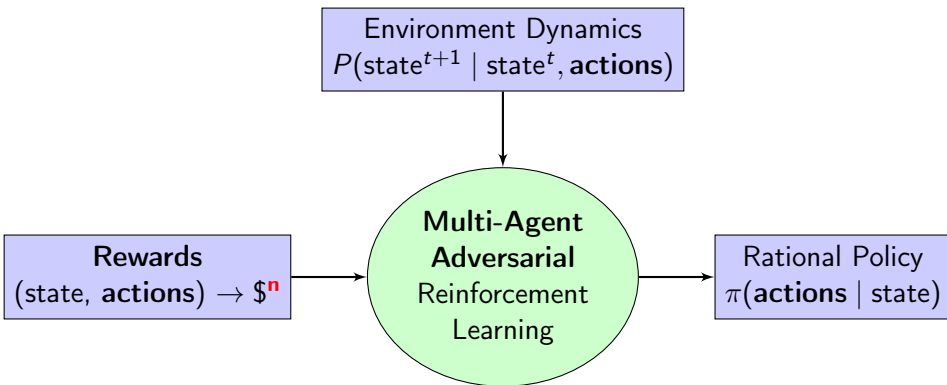 Environment Dynamics
P(state^{t+1} | state^t, actions)
Multi-Agent
Adversarial
Reinforcement
Learning
Rewards
(state, actions) → $^n
Rational Policy
π(actions | state)